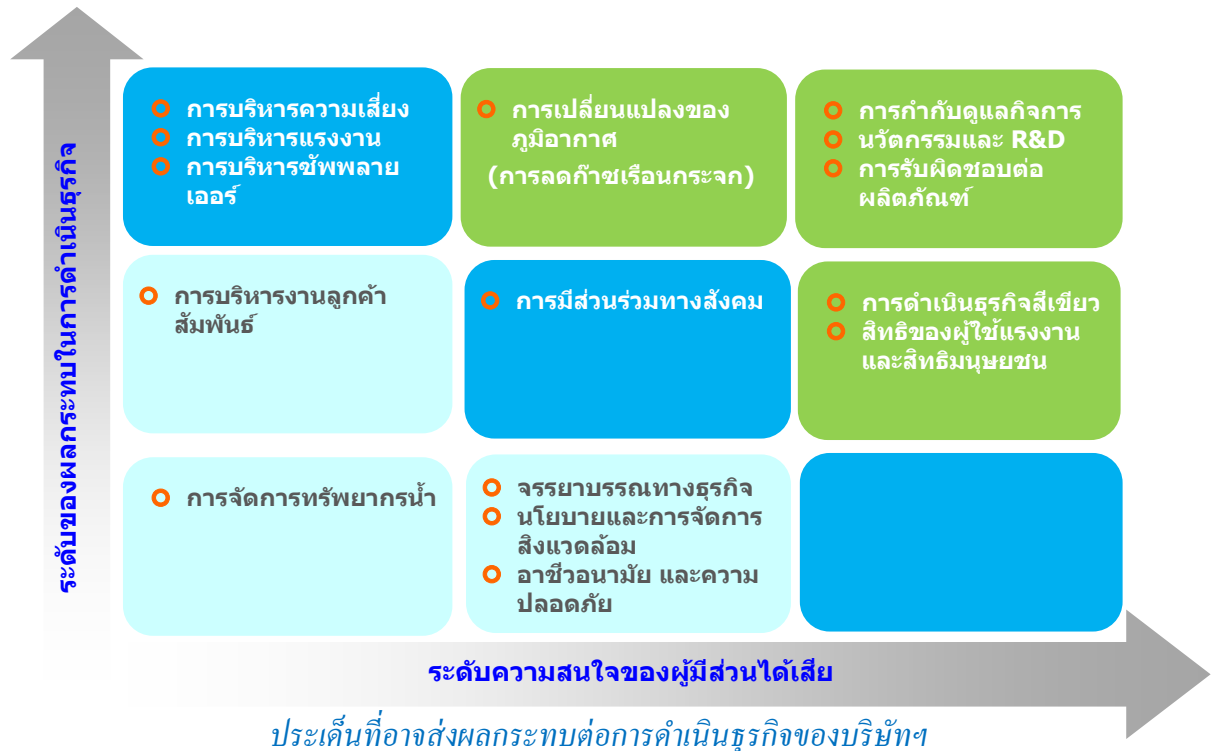 ระดับของผลกระทบในการดำเนินธุรกิจ
การบริหารความเสี่ยง
การบริหารแรงงาน
การบริหารซัพพลาย
เออร์
การเปลี่ยนแปลงของ
ภูมิอากาศ
(การลดก๊าซเรือนกระจก)
การกำกับดูแลกิจการ
นวัตกรรมและ R&D
การรับผิดชอบต่อ
ผลิตภัณฑ์
การบริหารงานลูกค้า
สัมพันธ์
การมีส่วนร่วมทางสังคม
การดำเนินธุรกิจสีเขียว
สิทธิของผู้ใช้แรงงาน
และสิทธิมนุษยชน
การจัดการทรัพยากรน้ำ
จรรยาบรรณทางธุรกิจ
นโยบายและการจัดการ
สิงแวดล้อม
อาชีวอนามัย และความ
ปลอดภัย
ระดับความสนใจของผู้มีส่วนได้เสีย
ประเด็นที่อาจส่งผลกระทบต่อการดำเนินธุรกิจของบริษัทฯ